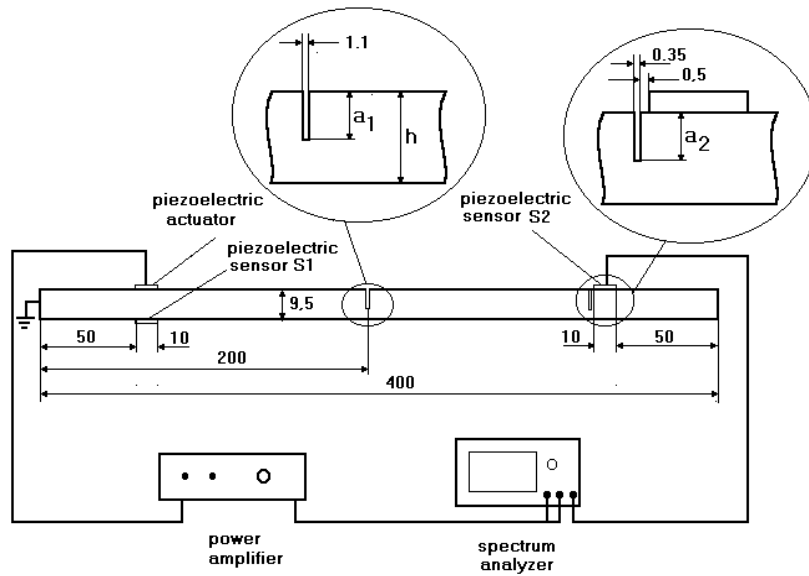 1.1
0.35
0,5
a1
h
a2
piezoelectric
actuator
piezoelectric
sensor S1
piezoelectric
sensor S2
9,5
50
10
10
50
200
400
power
amplifier
spectrum
analyzer